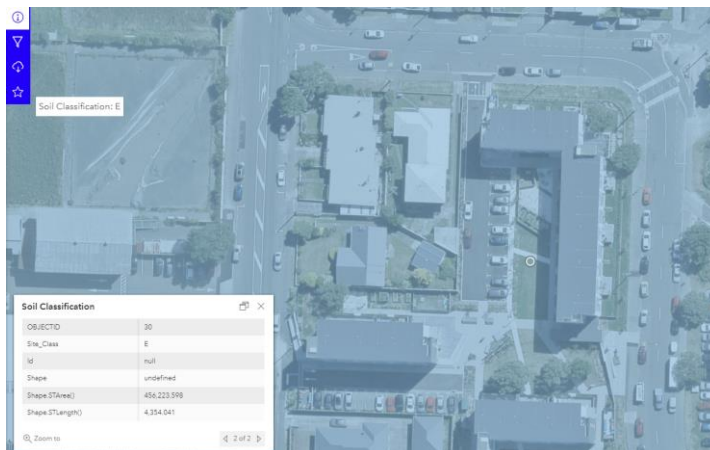 Soil Classification: E
Soil Classification
OBJECTID 30
Site_Class E
Id null
Shape undefined
Shape.STArea() 456,223.598
Shape.STLength() 4,354.041
Zoom to 2 of 2